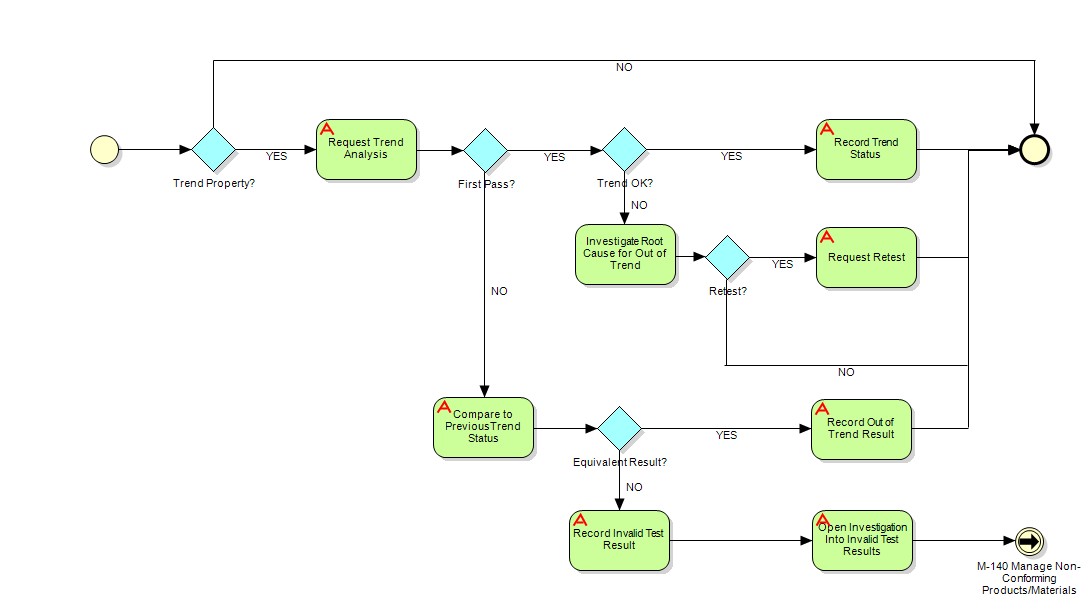 NO
YES
Trend Property?
Request Trend
Analysis
First Pass?
YES
Trend OK?
YES
Record Trend
Status
NO
Investigate Root
Cause for Out of
Trend
Retest?
YES
Request Retest
NO
NO
Compare to
Previous Trend
Status
Equivalent Result?
YES
Record Out of
Trend Result
NO
Record Invalid Test
Result
Open Investigation
Into Invalid Test
Results
M-140 Manage Non-
Conforming
Products/Materials